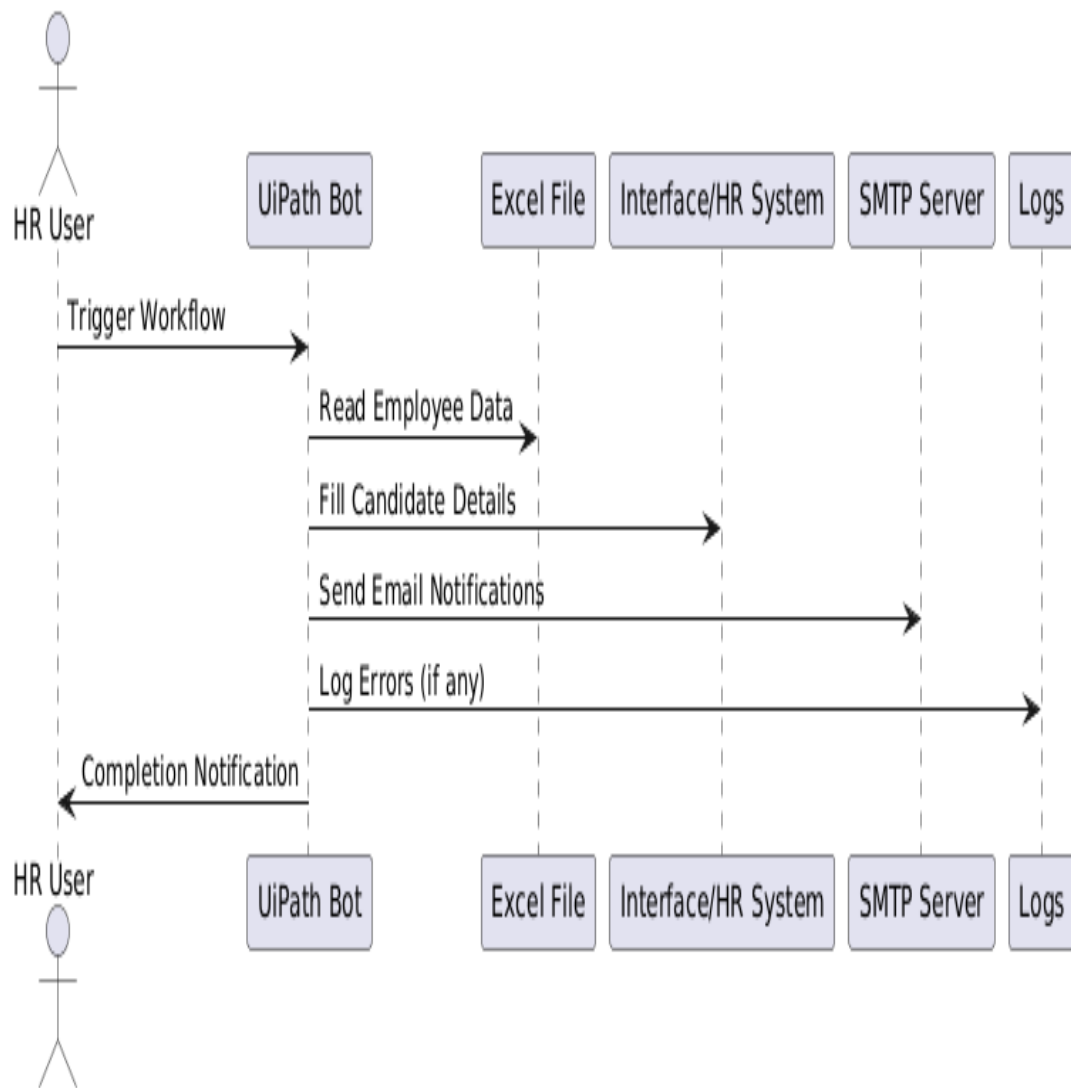 HR User
UiPath Bot
Excel File
Interface/HR System
SMTP Server
Logs
Trigger Workflow
Read Employee Data
Fill Candidate Details
Send Email Notifications
Log Errors (if any)
Completion Notification
HR User
UiPath Bot
Excel File
Interface/HR System
SMTP Server
Logs